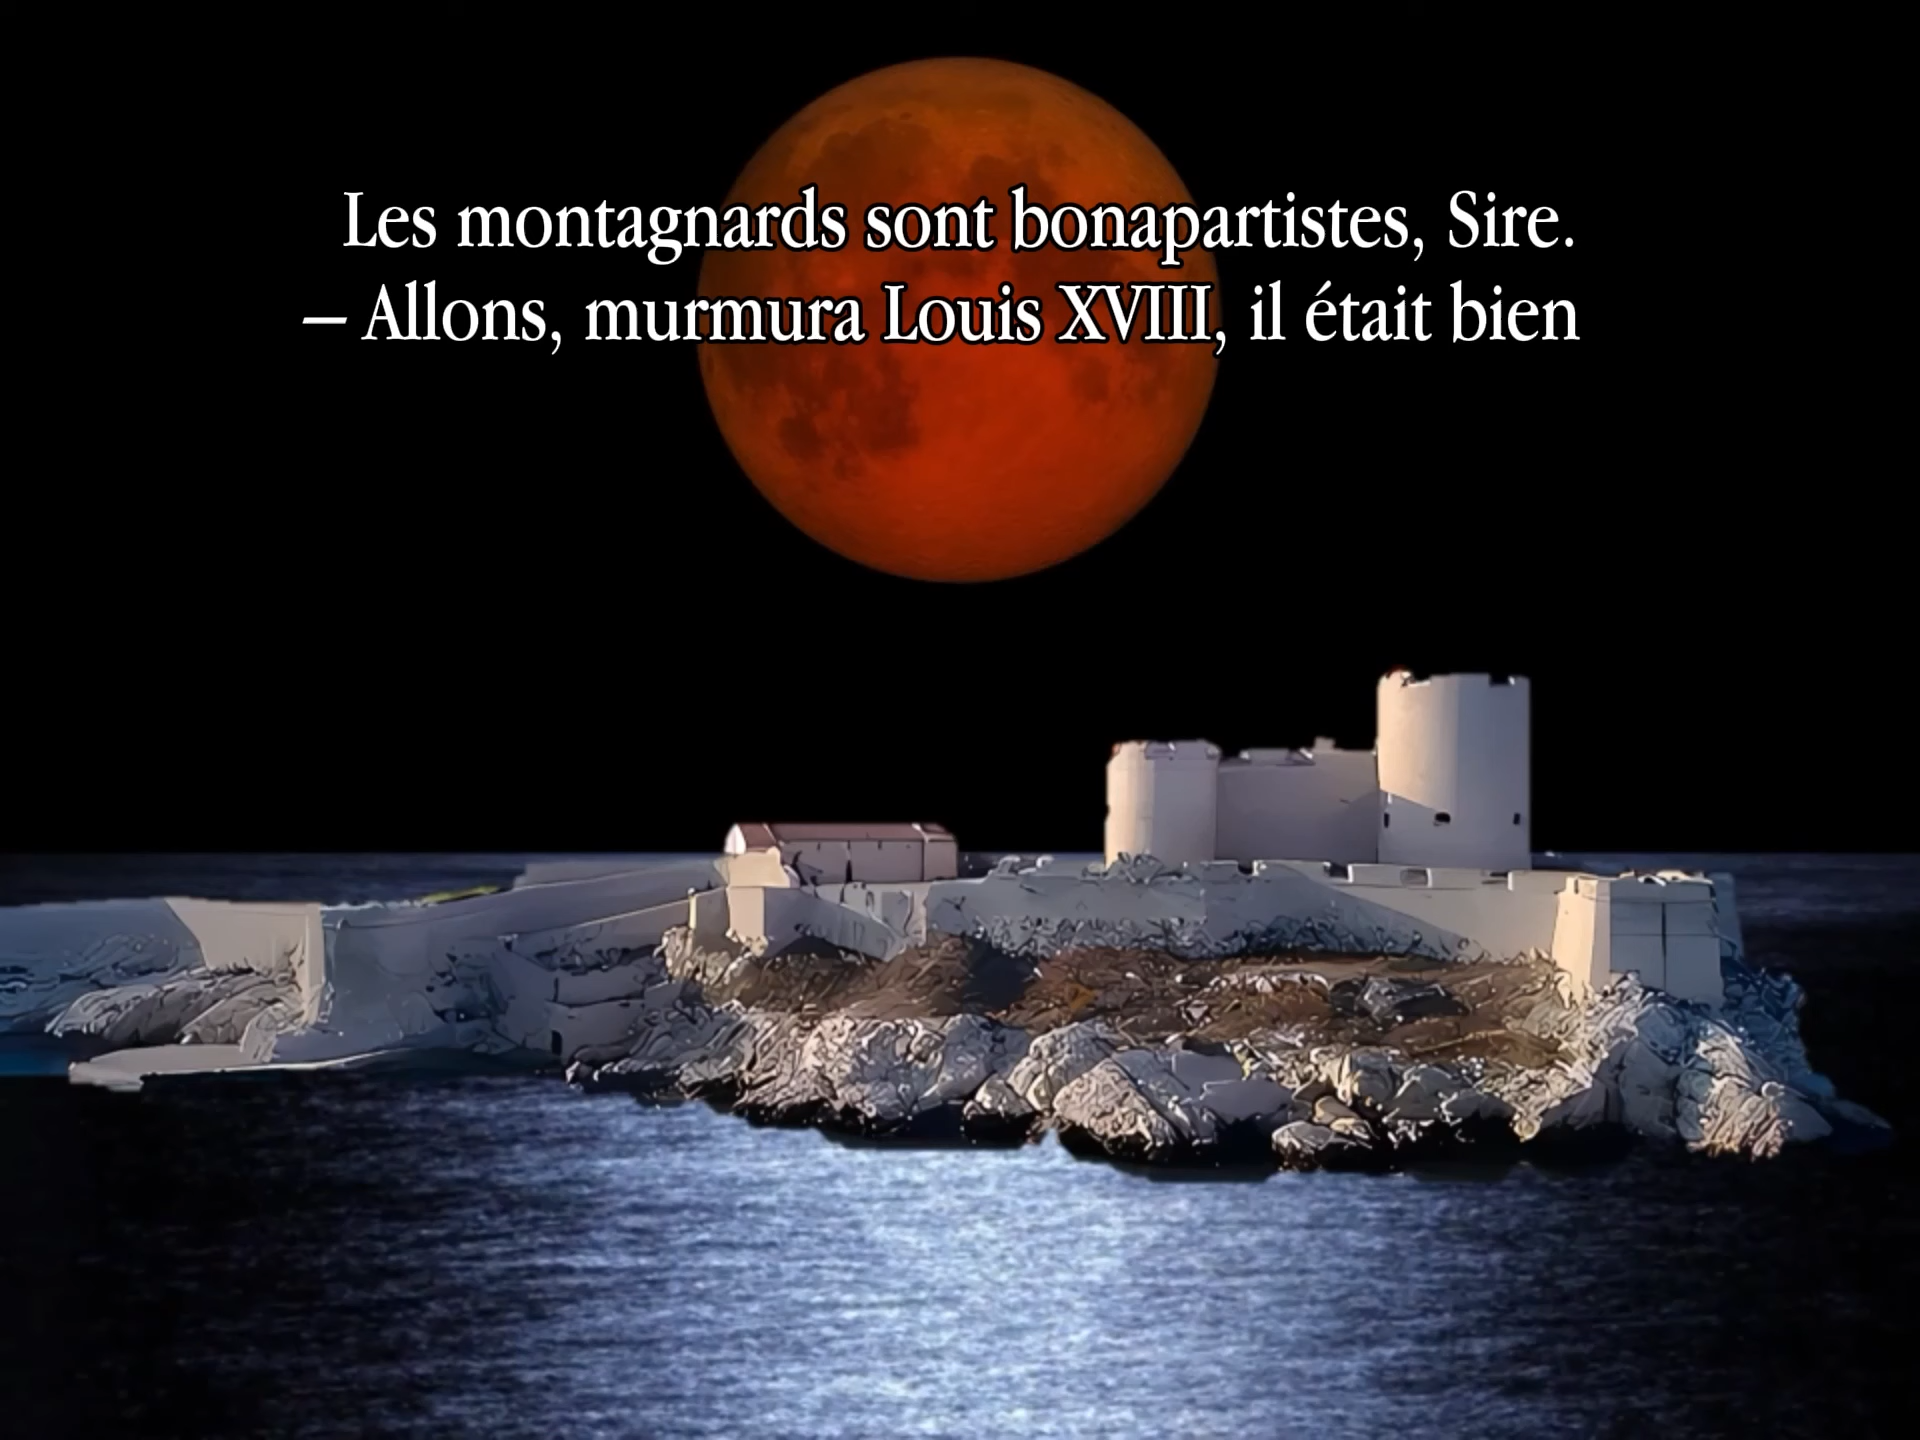 Les montagnards sont bonapartistes, Sire.
– Allons, murmura Louis XVIII, il était bien